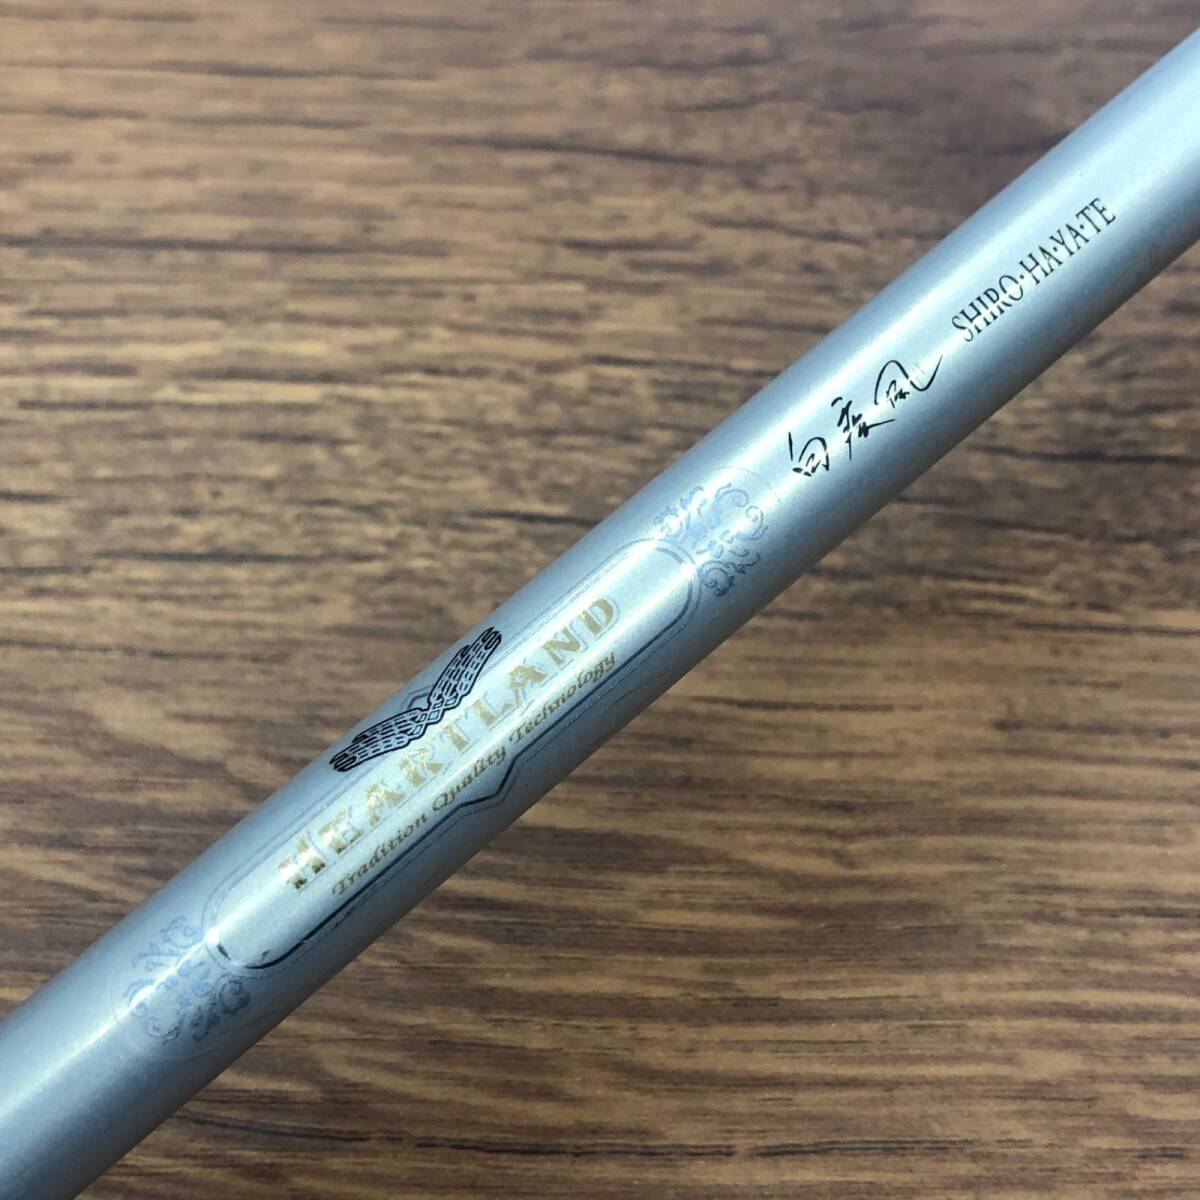 HEARTLAND
Tradition Quality Technology
白疾風 SHIRO·HA·YA·TE